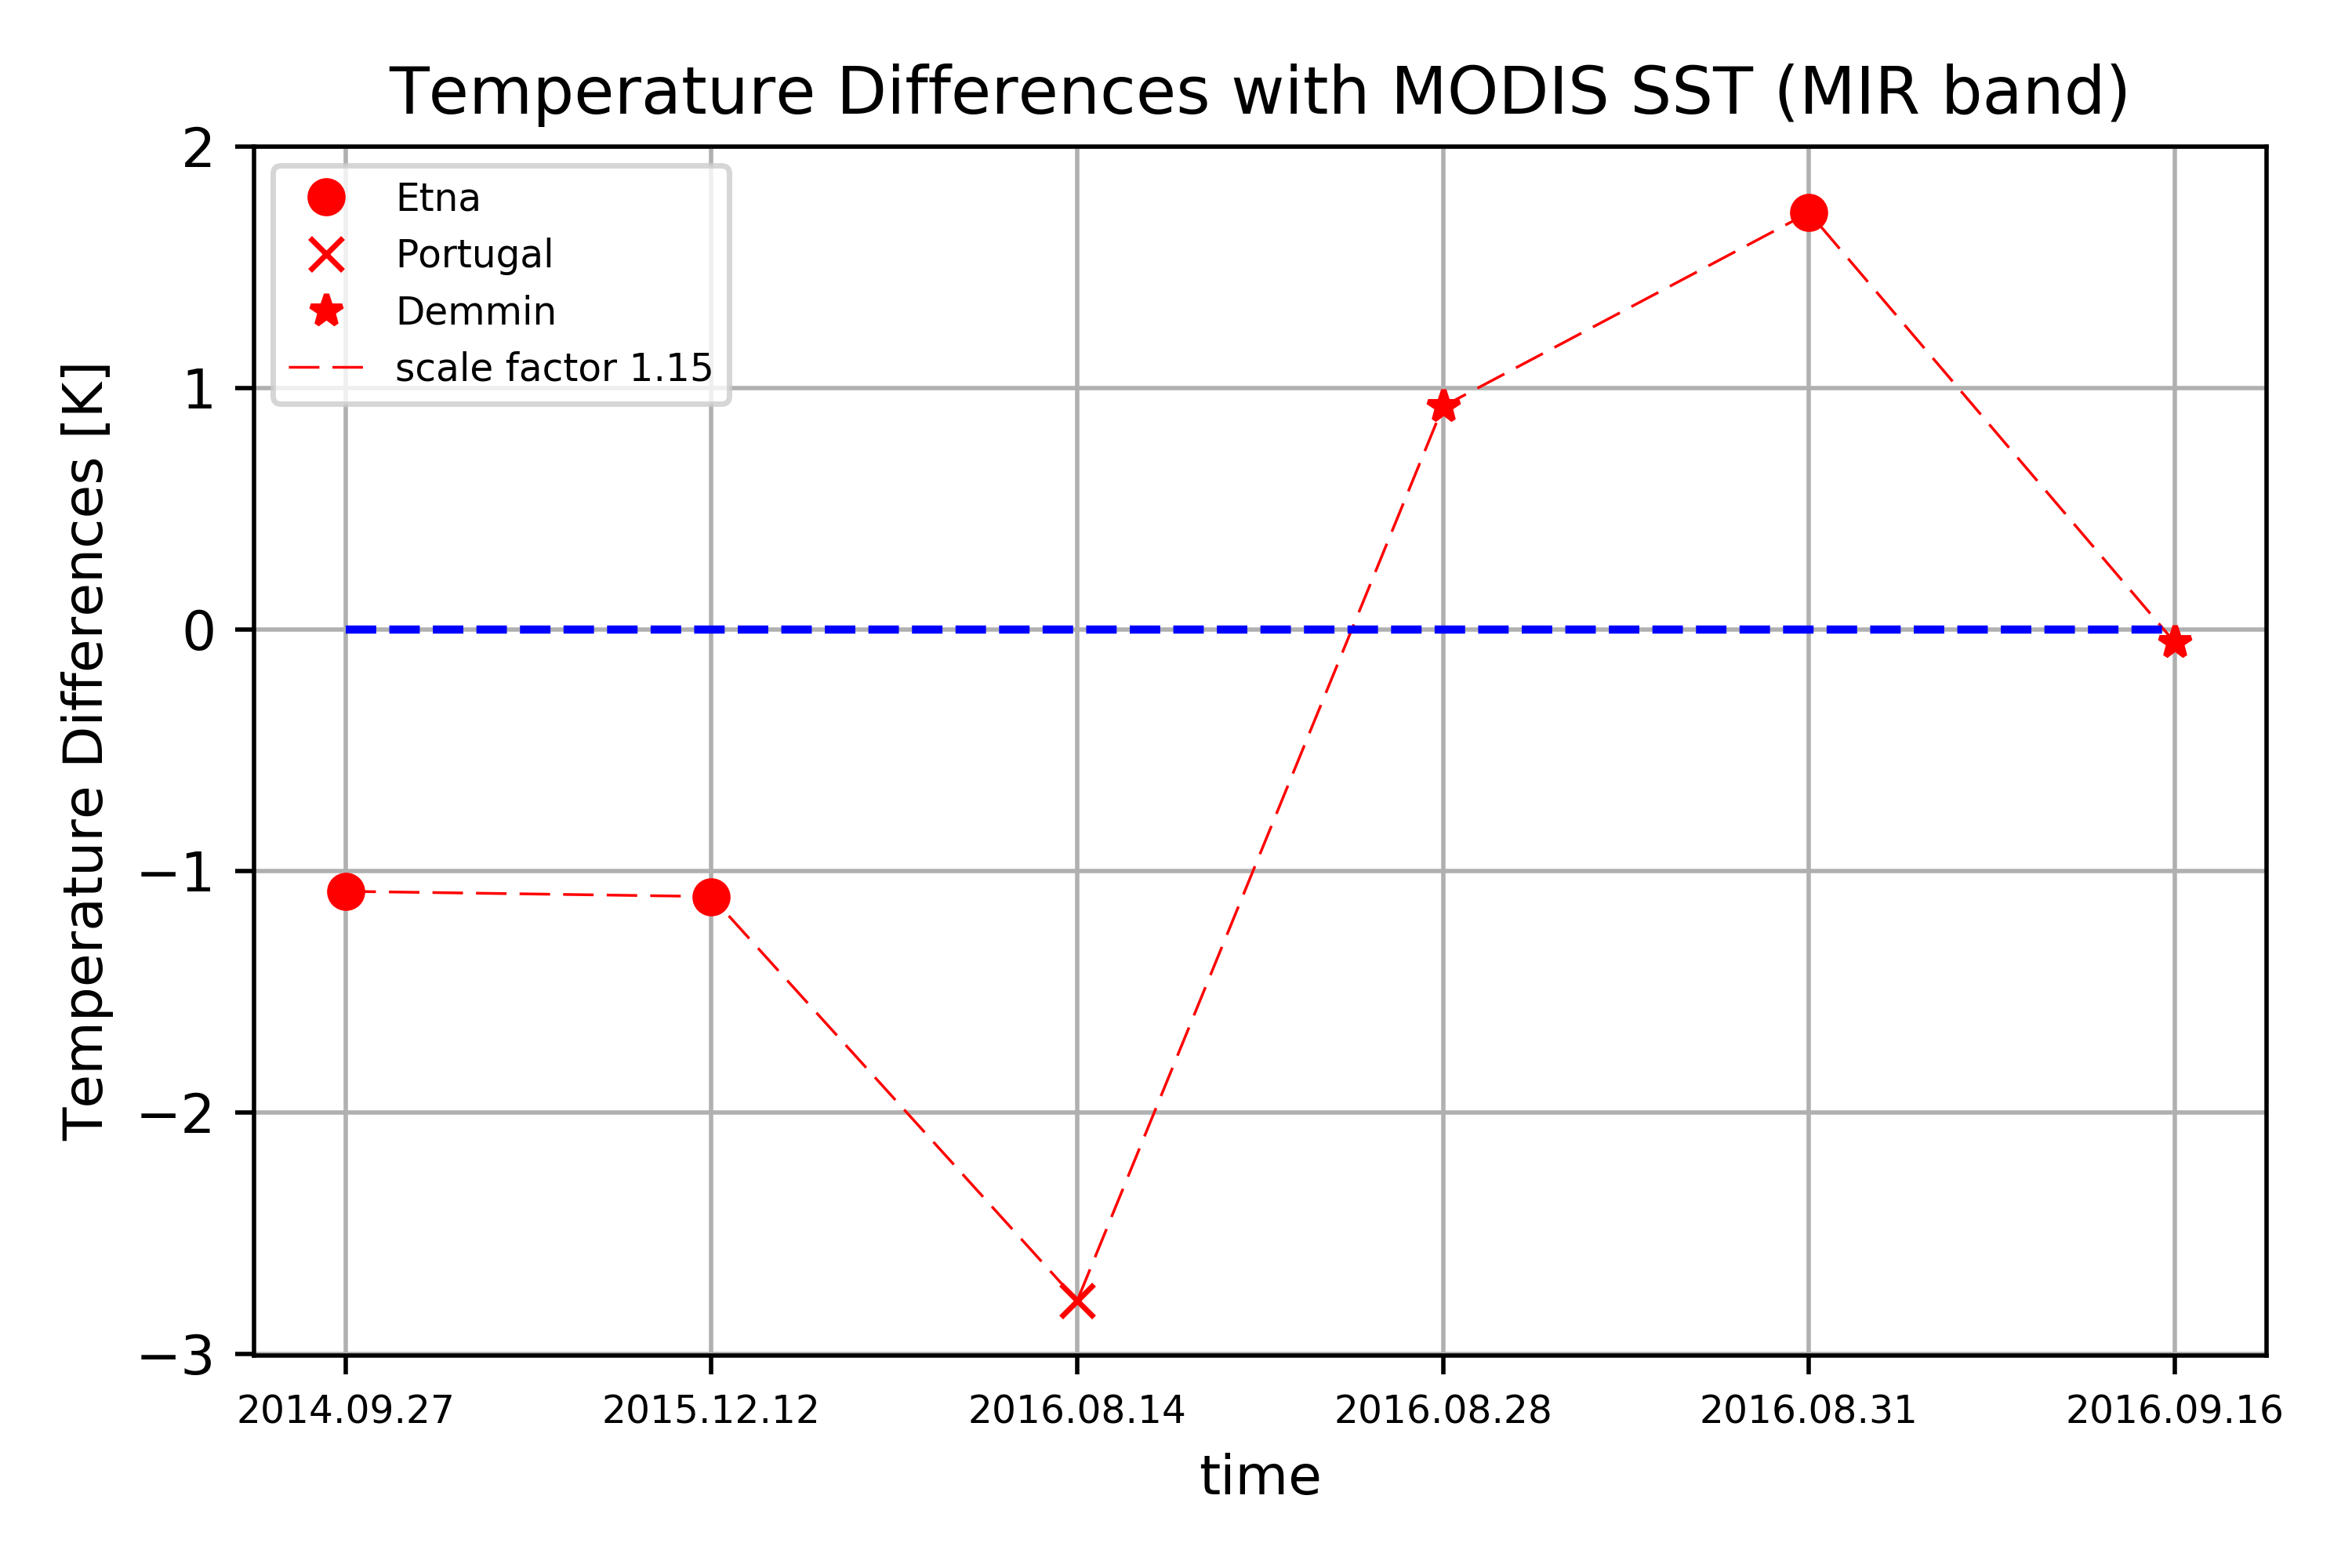 Temperature Differences with MODIS SST (MIR band)
Temperature Differences [K]
2
1
0
−1
−2
−3
Etna
Portugal
Demmin
scale factor 1.15
2014.09.27 2015.12.12 2016.08.14 2016.08.28 2016.08.31 2016.09.16
time